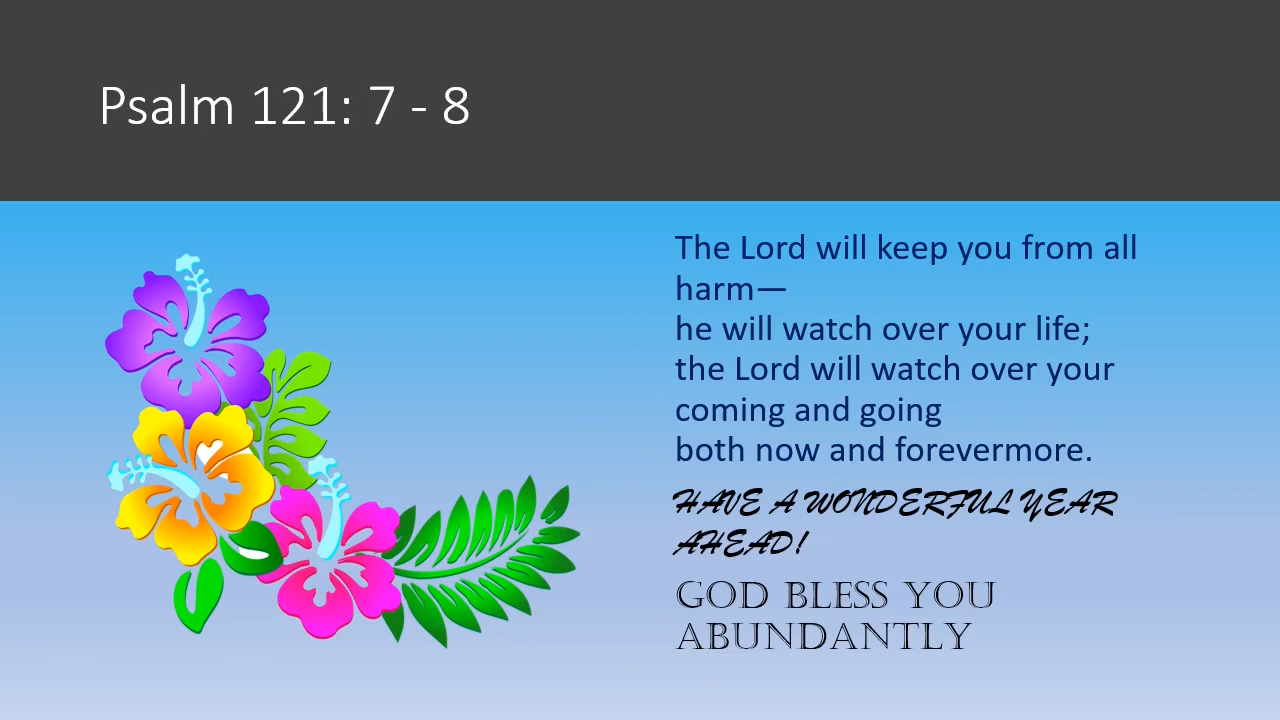 Psalm 121: 7 - 8
The Lord will keep you from all
harm—
he will watch over your life;
the Lord will watch over your
coming and going
both now and forevermore.
HAVE A WONDERFUL YEAR
AHEAD!
GOD BLESS YOU
ABUNDANTLY